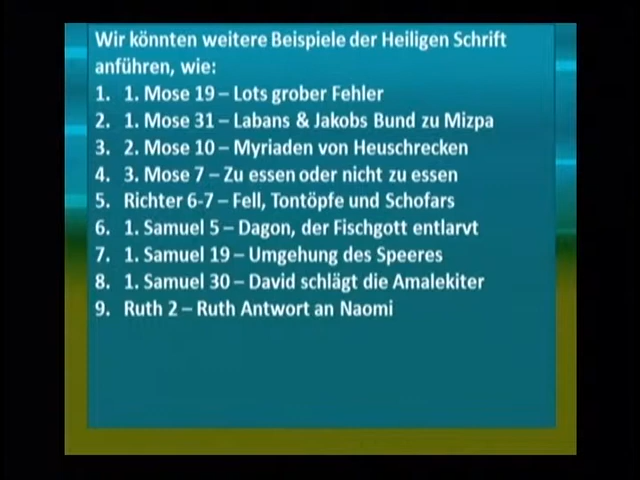 Wir könnten weitere Beispiele der Heiligen Schrift
anführen, wie:
1. 1. Mose 19 – Lots grober Fehler
2. 1. Mose 31 – Labans & Jakobs Bund zu Mizpa
3. 2. Mose 10 – Myriaden von Heuschrecken
4. 3. Mose 7 – Zu essen oder nicht zu essen
5. Richter 6-7 – Fell, Tontöpfe und Schofars
6. 1. Samuel 5 – Dagon, der Fischgott entlarvt
7. 1. Samuel 19 – Umgehung des Speeres
8. 1. Samuel 30 – David schlägt die Amalekiter
9. Ruth 2 – Ruth Antwort an Naomi